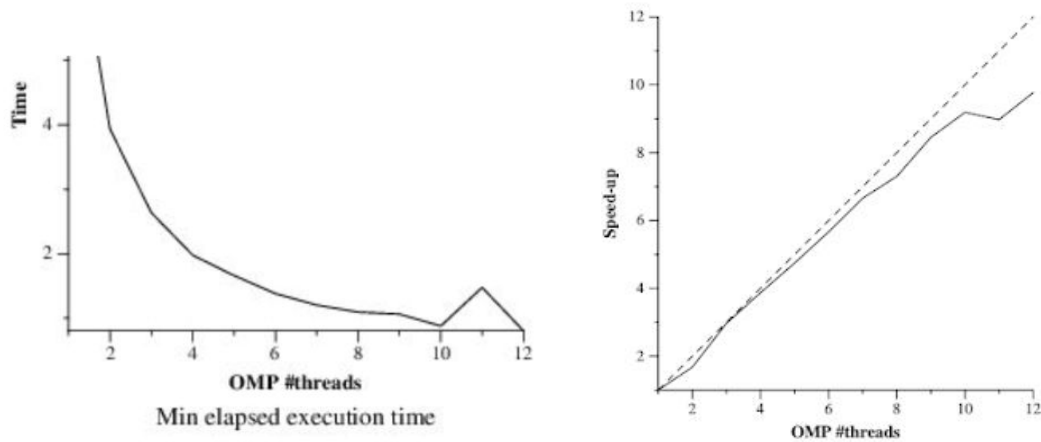 Time
4
2
2 4 6 8 10 12
OMP #threads
Min elapsed execution time
Speed-up
12
10
8
6
4
2
2 4 6 8 10 12
OMP #threads